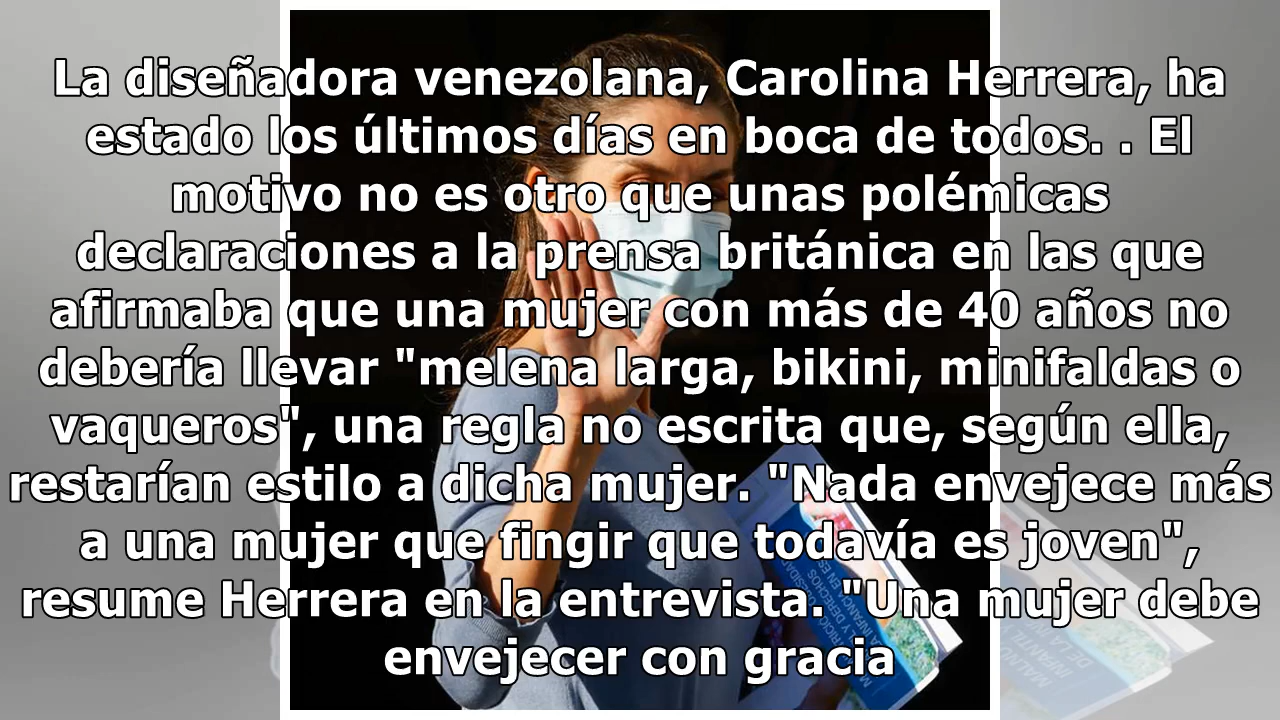 La diseñadora venezolana, Carolina Herrera, ha
estado los últimos días en boca de todos. . El
motivo no es otro que unas polémicas
declaraciones a la prensa británica en las que
afirmaba que una mujer con más de 40 años no
debería llevar "melena larga, bikini, minifaldas o
vaqueros", una regla no escrita que, según ella,
restarían estilo a dicha mujer. "Nada envejece más
a una mujer que fingir que todavía es joven",
resume Herrera en la entrevista. "Una mujer debe
envejecer con gracia